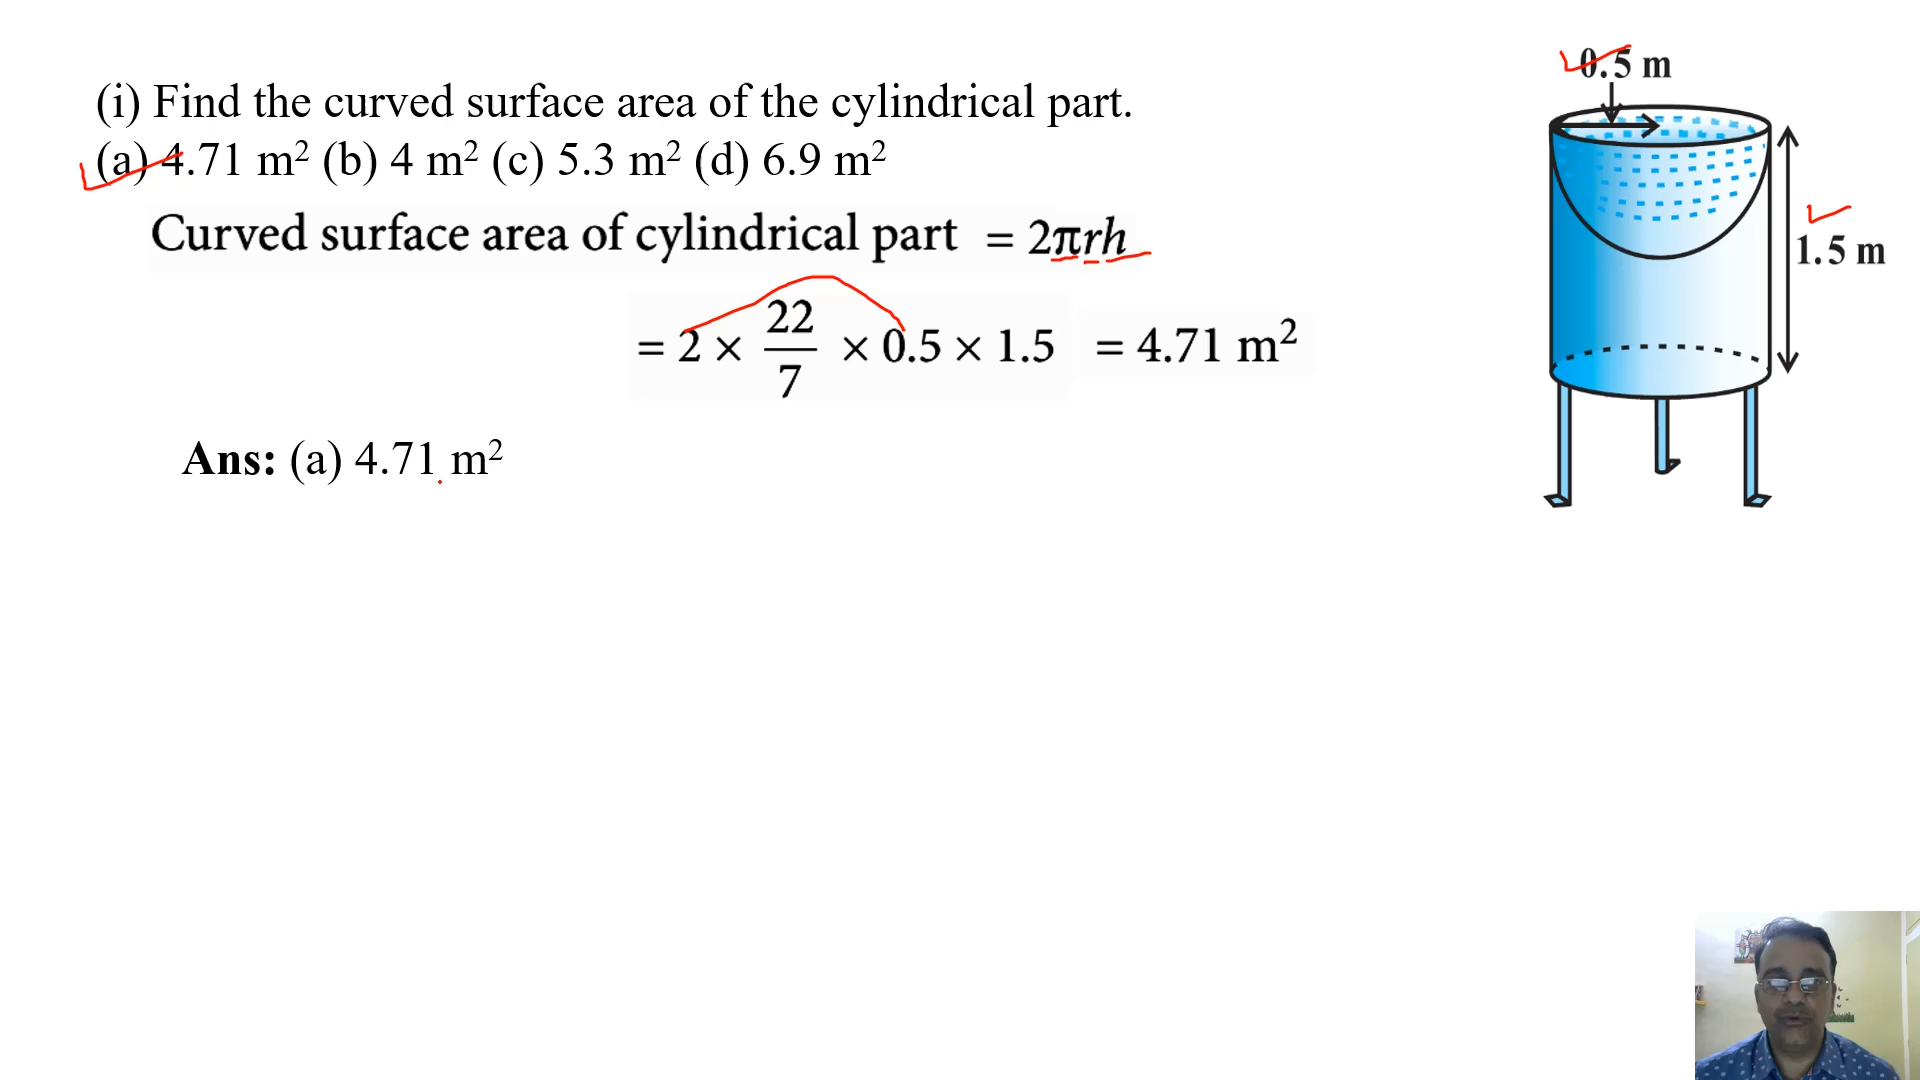 (i) Find the curved surface area of the cylindrical part.
(a) 4.71 m² (b) 4 m² (c) 5.3 m² (d) 6.9 m²
Curved surface area of cylindrical part = 2πrh
= 2 × 22/7 × 0.5 × 1.5 = 4.71 m²
Ans: (a) 4.71 m²
0.5 m
1.5 m